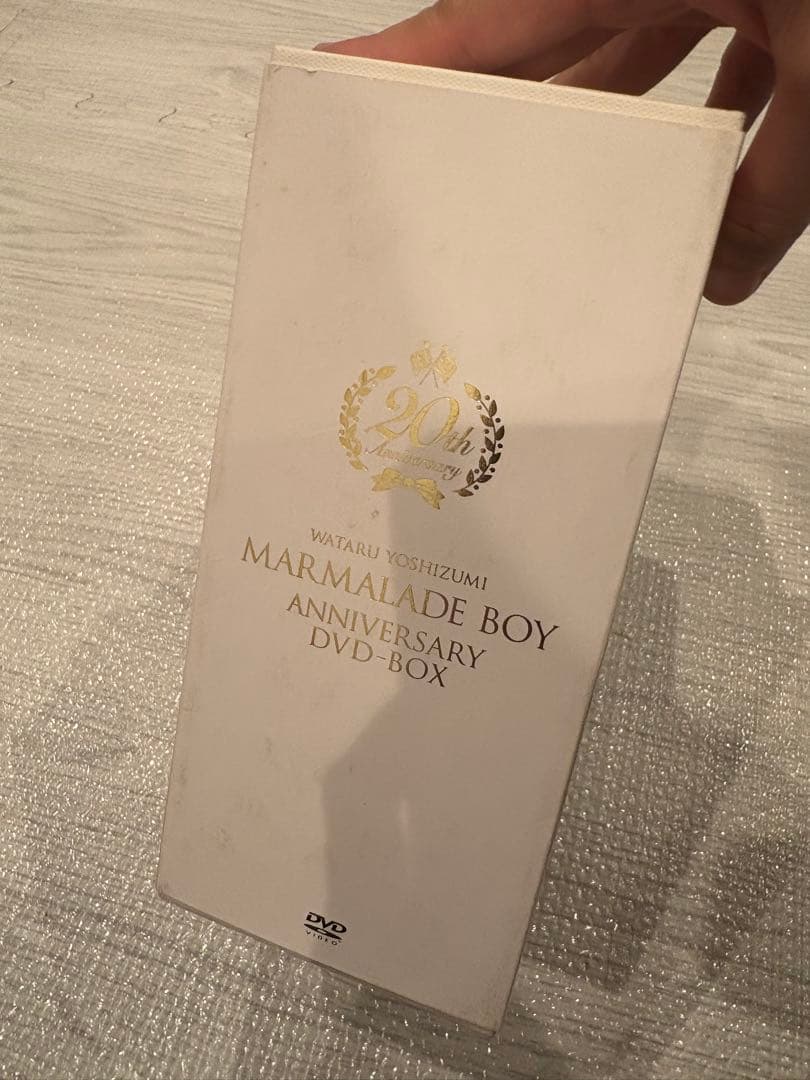 20th
Anniversary
WATARU YOSHIZUMI
MARMALADE BOY
ANNIVERSARY
DVD-BOX
DVD
VIDEO